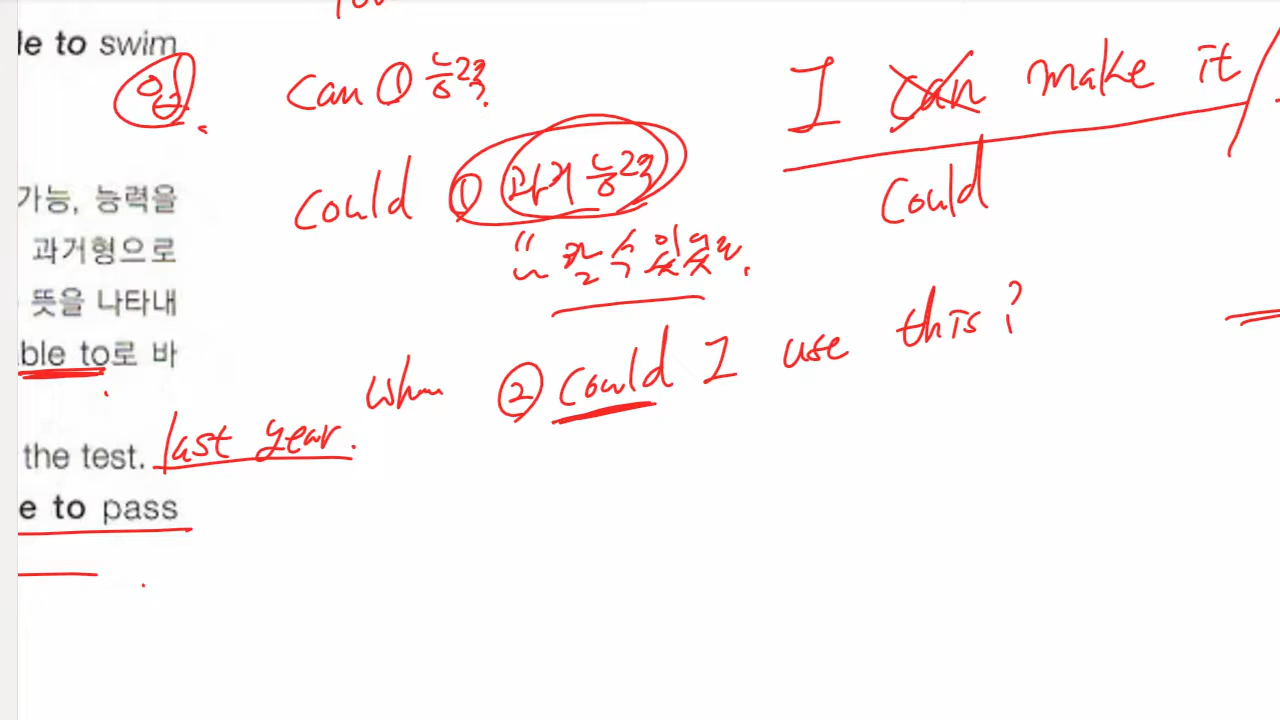 le to swim
can ① 능력.
I can make it
가능, 능력을
could ① 과거 능력
could
과거형으로
" ~ 할 수 있었다.
뜻을 나타내
ble to로 바
when ② could I use this?
the test. last year.
e to pass